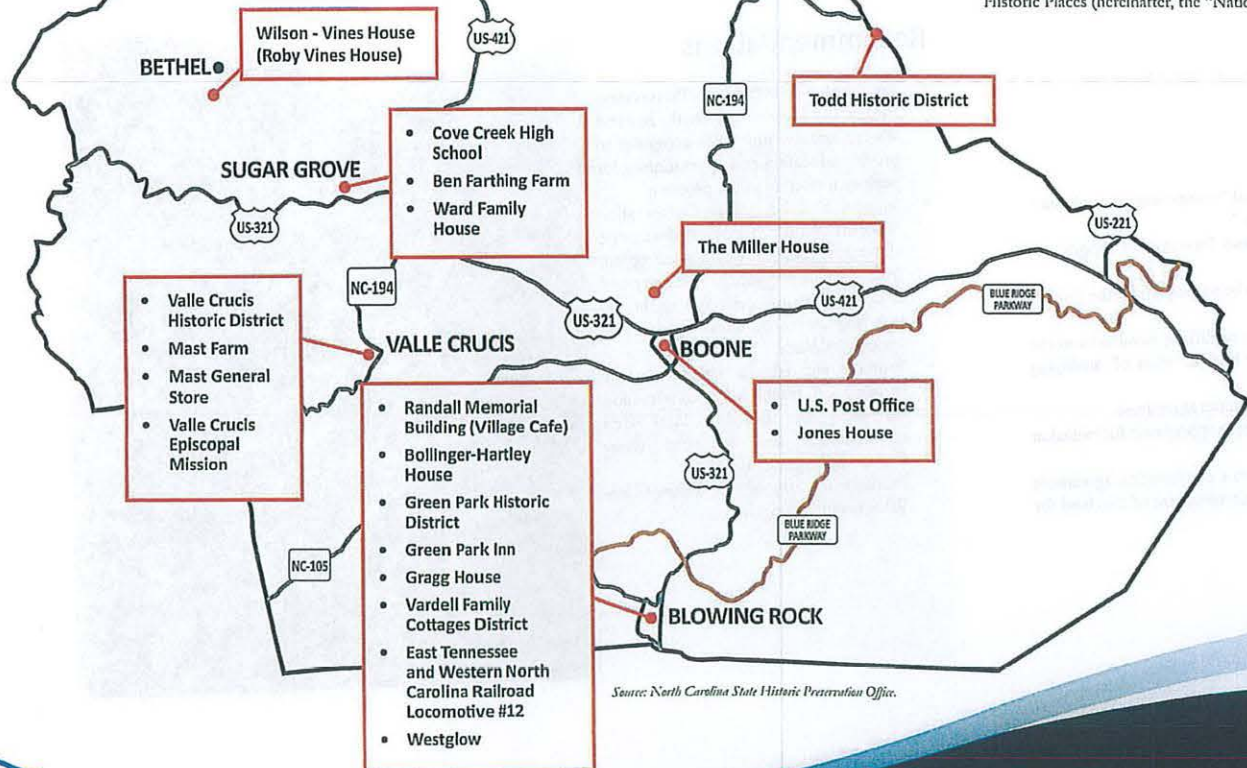 Historic Places (hereinafter, the "Natio
Wilson - Vines House
(Roby Vines House)
US-421
BETHEL
NC-194
Todd Historic District
• Cove Creek High
School
• Ben Farthing Farm
• Ward Family
House
SUGAR GROVE
US-321
US-221
The Miller House
NC-194
• Valle Crucis
Historic District
• Mast Farm
• Mast General
Store
• Valle Crucis
Episcopal
Mission
US-321
US-421
BLUE RIDGE
PARKWAY
VALLE CRUCIS
BOONE
• Randall Memorial
Building (Village Cafe)
• Bollinger-Hartley
House
• Green Park Historic
District
• Green Park Inn
• Gragg House
• Vardell Family
Cottages District
• East Tennessee
and Western North
Carolina Railroad
Locomotive #12
• Westglow
• U.S. Post Office
• Jones House
US-321
BLUE RIDGE
PARKWAY
NC-105
BLOWING ROCK
Source: North Carolina State Historic Preservation Office.